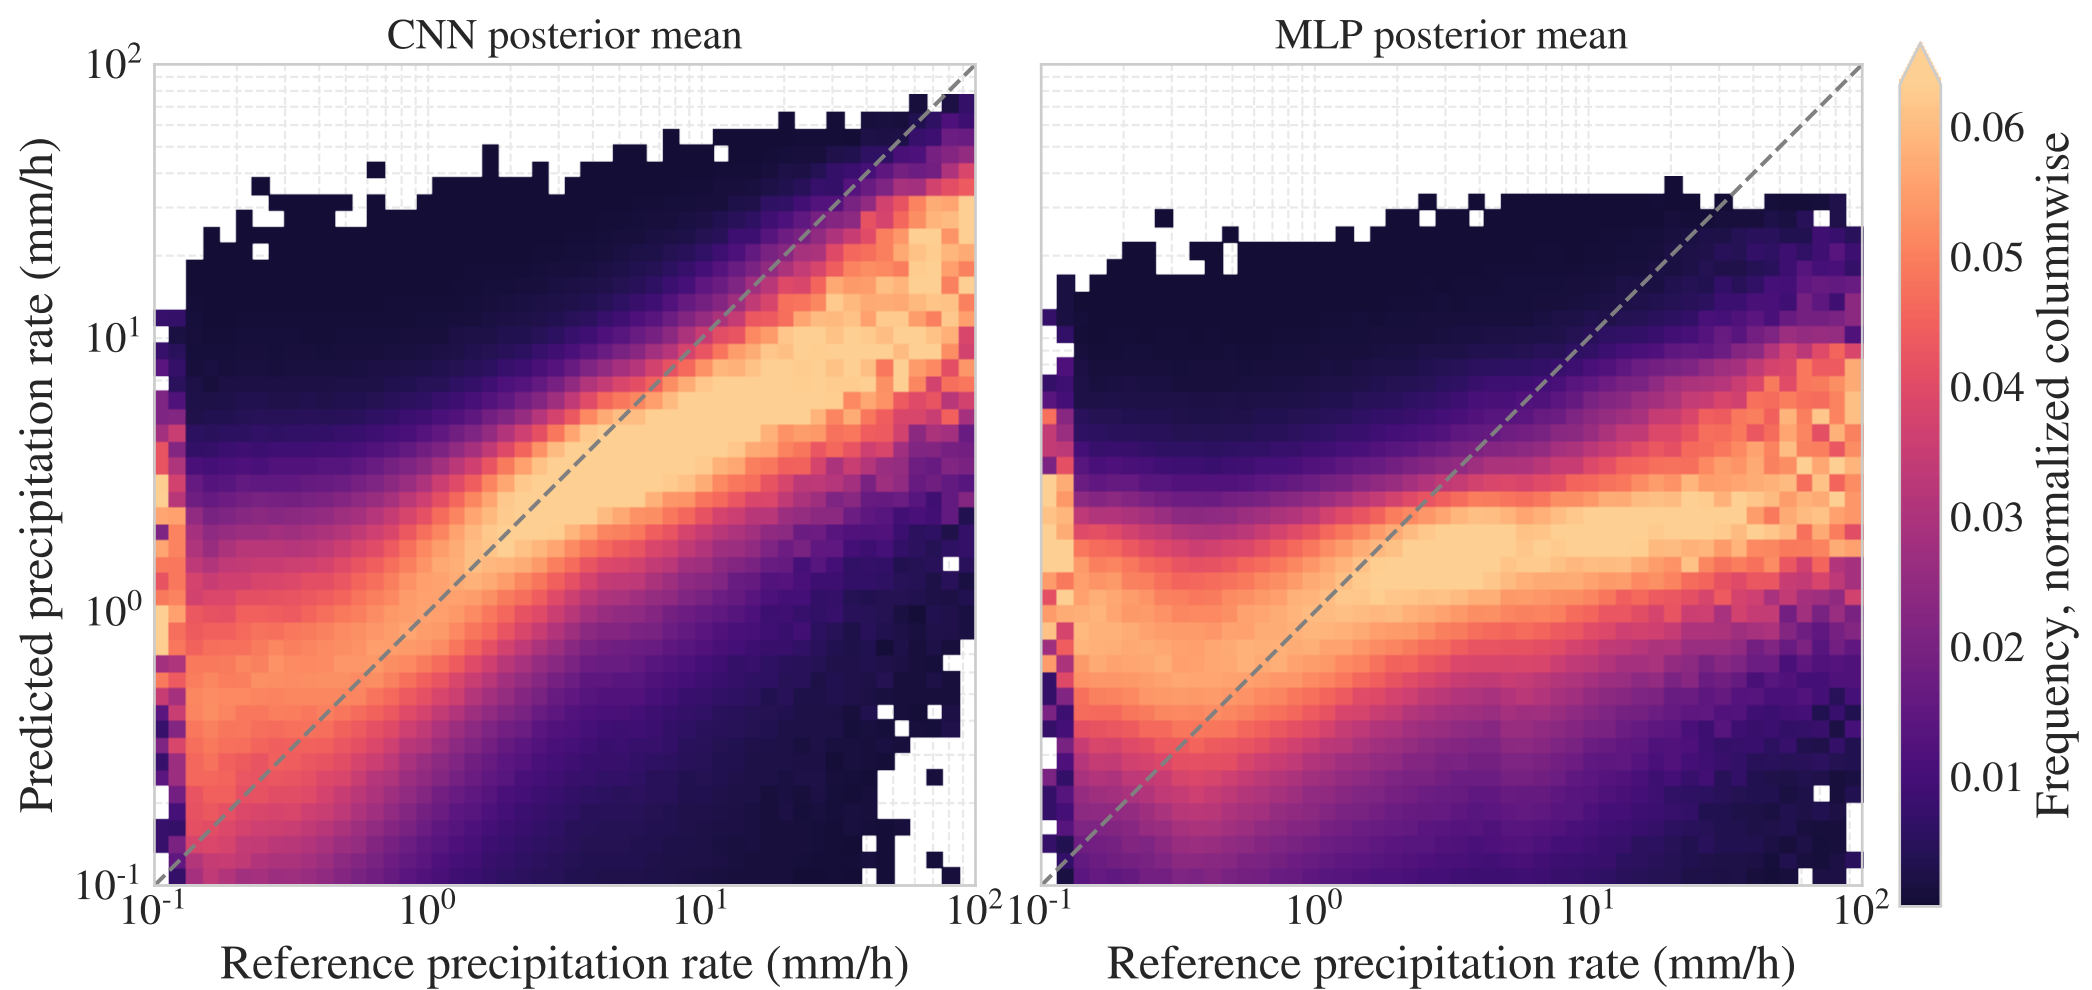 CNN posterior mean
MLP posterior mean
Predicted precipitation rate (mm/h)
10²
10¹
10⁰
10⁻¹
10⁻¹ 10⁰ 10¹ 10²
10⁻¹ 10⁰ 10¹ 10²
Reference precipitation rate (mm/h)
Reference precipitation rate (mm/h)
0.06
0.05
0.04
0.03
0.02
0.01
Frequency, normalized columnwise